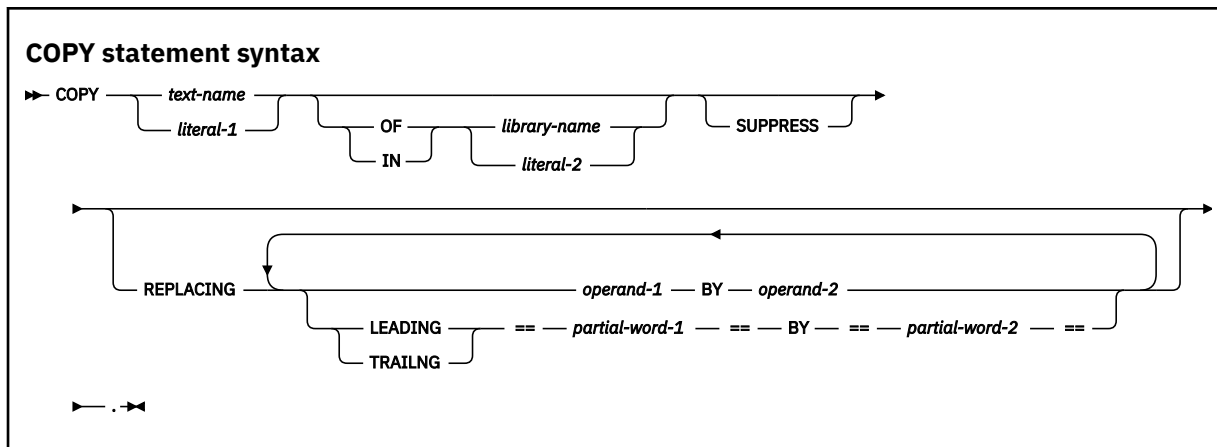 COPY statement syntax
COPY text-name OF library-name SUPPRESS
literal-1 IN literal-2
REPLACING operand-1 BY operand-2
LEADING == partial-word-1 == BY == partial-word-2 ==
TRAILNG
.